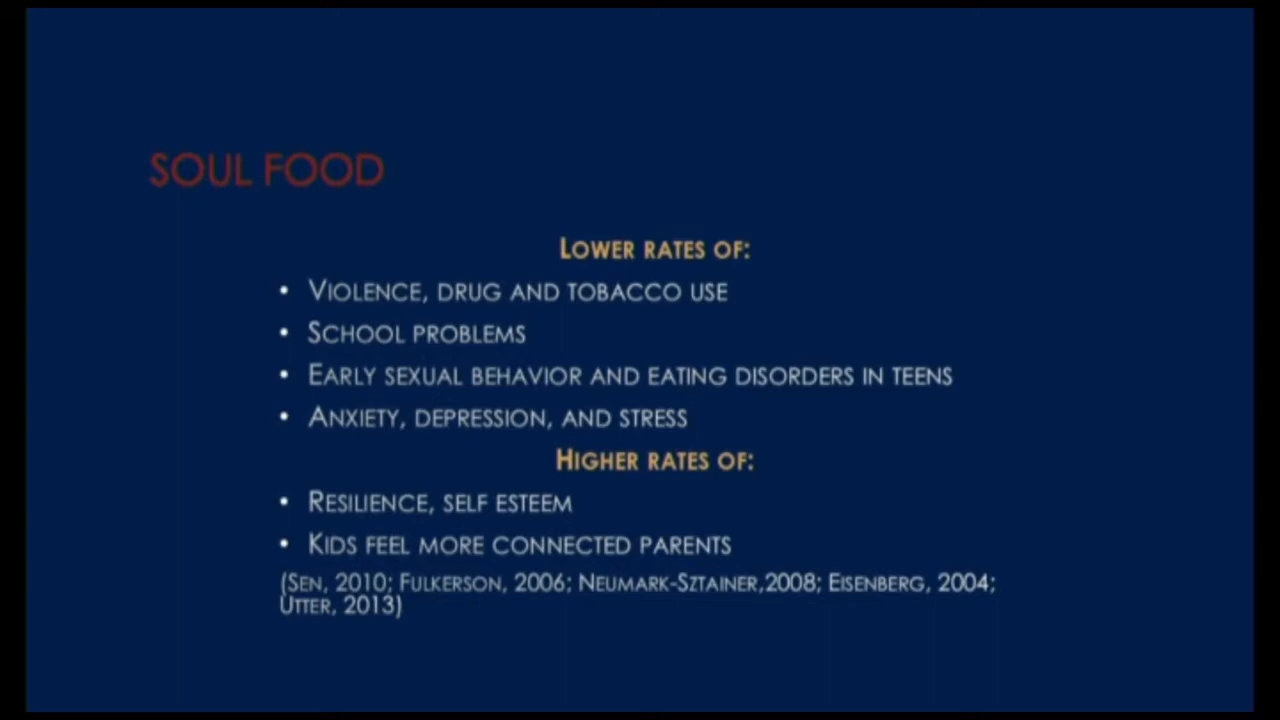 SOUL FOOD
LOWER RATES OF:
• VIOLENCE, DRUG AND TOBACCO USE
• SCHOOL PROBLEMS
• EARLY SEXUAL BEHAVIOR AND EATING DISORDERS IN TEENS
• ANXIETY, DEPRESSION, AND STRESS
HIGHER RATES OF:
• RESILIENCE, SELF ESTEEM
• KIDS FEEL MORE CONNECTED PARENTS
(SEN, 2010; FULKERSON, 2006; NEUMARK-SZTAINER,2008; EISENBERG, 2004;
UTTER, 2013)